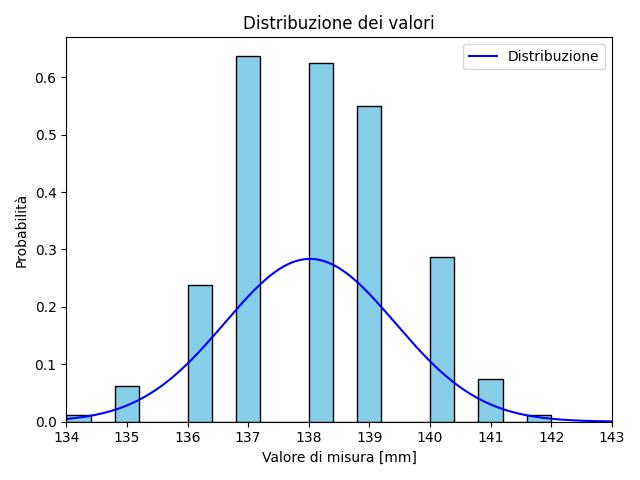 Distribuzione dei valori
Distribuzione
Probabilità
0.6
0.5
0.4
0.3
0.2
0.1
0.0
134 135 136 137 138 139 140 141 142 143
Valore di misura [mm]